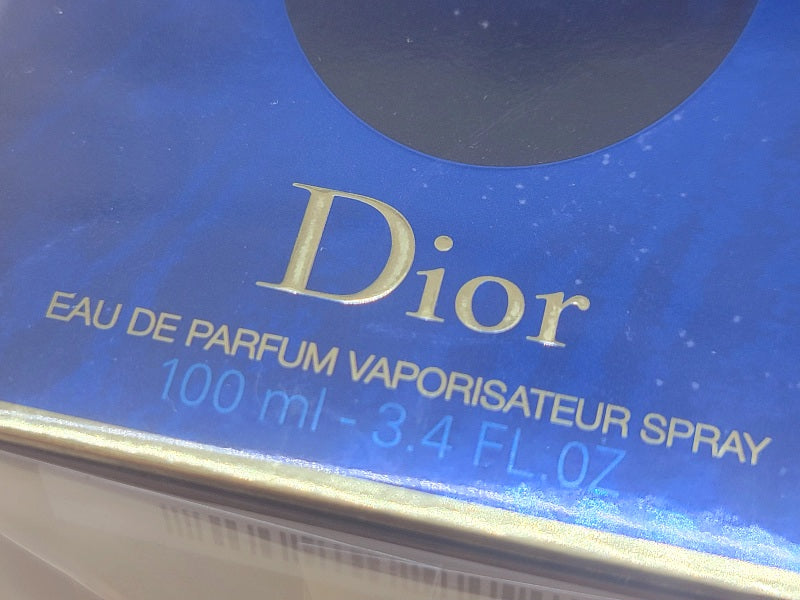 Dior
EAU DE PARFUM VAPORISATEUR SPRAY
100 ml - 3.4 FL.OZ